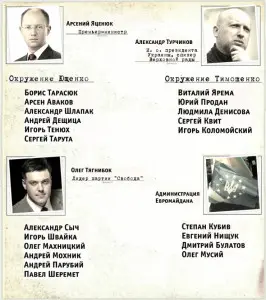 Арсений Яценюк
Премьер-министр
Александр Турчинов
И. о. президента
Украины, спикер
Верховной рады
Окружение Ющенко
Борис Тарасюк
Арсен Аваков
Александр Шлапак
Андрей Дещица
Игорь Тенюх
Сергей Тарута
Окружение Тимошенко
Виталий Ярема
Юрий Продан
Людмила Денисова
Сергей Квит
Игорь Коломойский
Олег Тягнибок
Лидер партии "Свобода"
Александр Сыч
Игорь Швайка
Олег Махницкий
Андрей Мохник
Андрей Парубий
Павел Шеремет
Администрация
Евромайдана
Степан Кубив
Евгений Нищук
Дмитрий Булатов
Олег Мусий